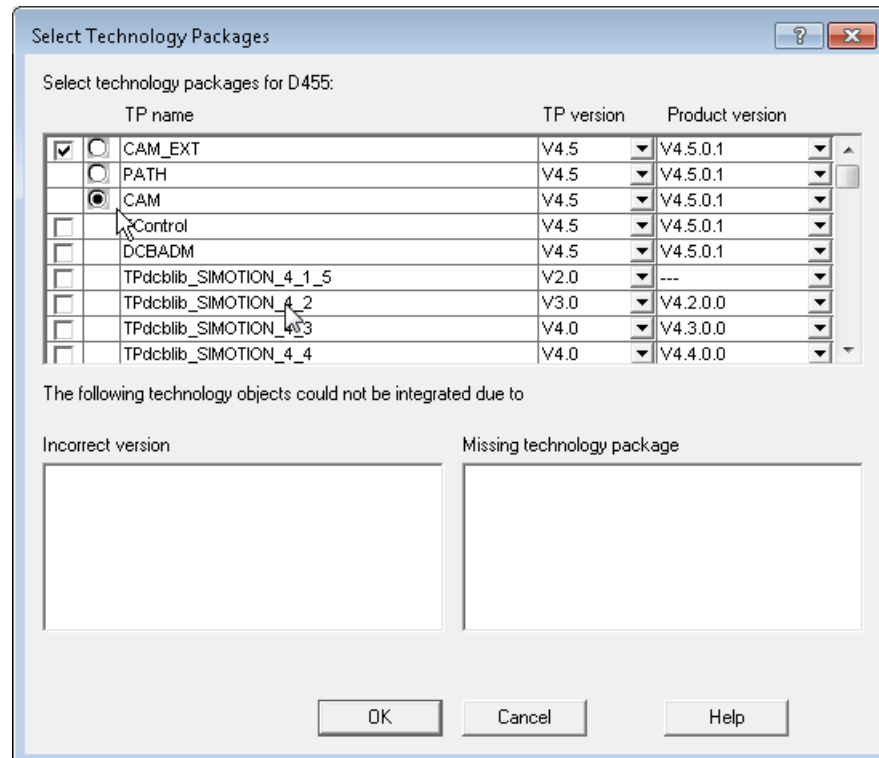 Select Technology Packages
Select technology packages for D455:
TP name TP version Product version
CAM_EXT V4.5 V4.5.0.1
PATH V4.5 V4.5.0.1
CAM V4.5 V4.5.0.1
Control V4.5 V4.5.0.1
DCBADM V4.5 V4.5.0.1
TPdcblib_SIMOTION_4_1_5 V2.0 ---
TPdcblib_SIMOTION_4_2 V3.0 V4.2.0.0
TPdcblib_SIMOTION_4_3 V4.0 V4.3.0.0
TPdcblib_SIMOTION_4_4 V4.0 V4.4.0.0
The following technology objects could not be integrated due to
Incorrect version Missing technology package
OK Cancel Help